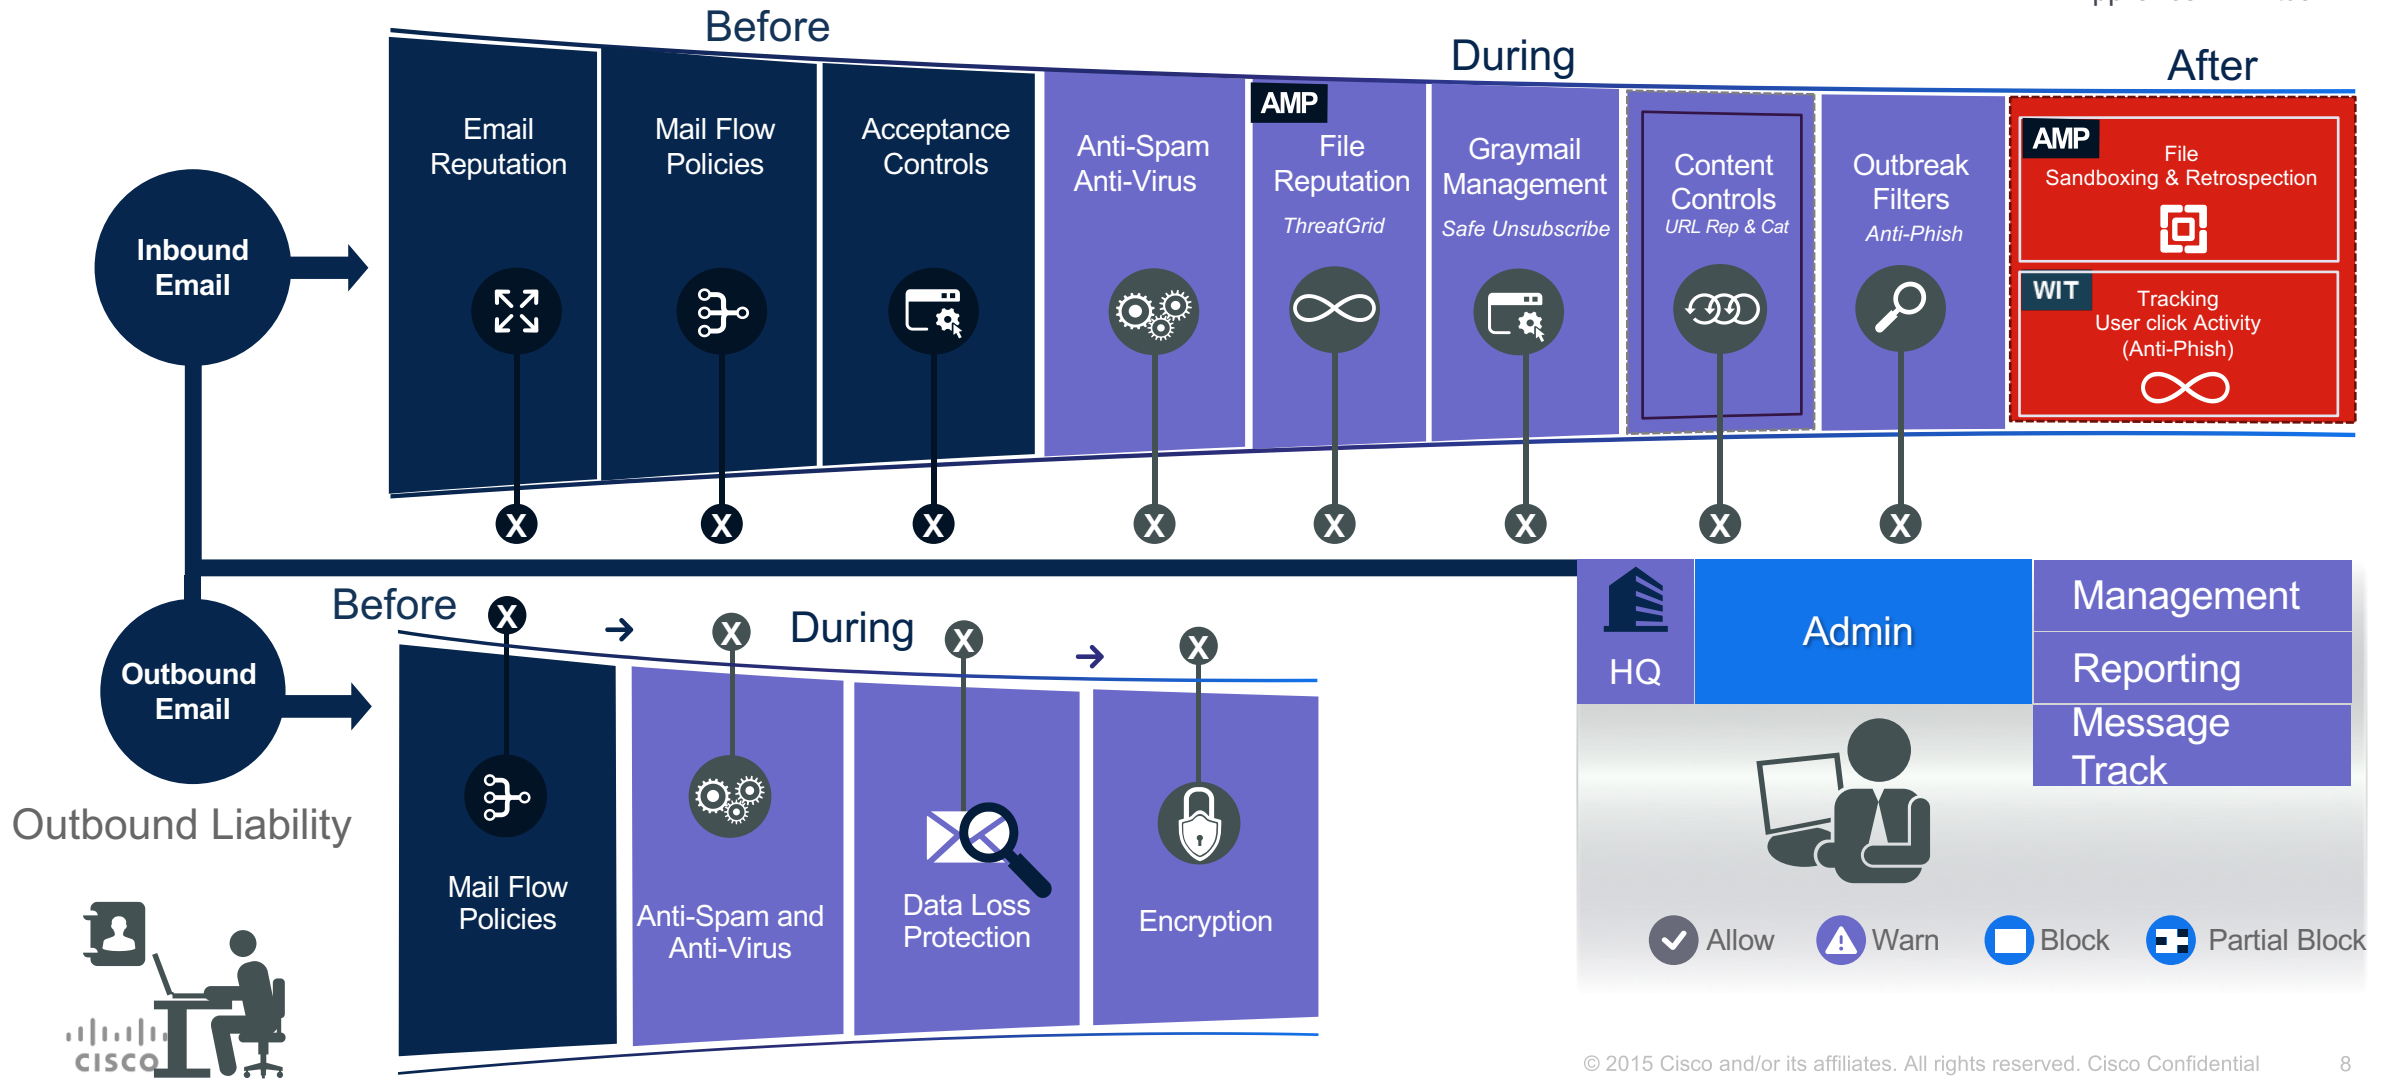 Before
During
After
Inbound
Email
Email
Reputation
Mail Flow
Policies
Acceptance
Controls
Anti-Spam
Anti-Virus
AMP
File
Reputation
ThreatGrid
Graymail
Management
Safe Unsubscribe
Content
Controls
URL Rep & Cat
Outbreak
Filters
Anti-Phish
AMP
File
Sandboxing & Retrospection
WIT
Tracking
User click Activity
(Anti-Phish)
X X X X X X X X
Before
During
X X X X
Outbound
Email
Outbound Liability
Mail Flow
Policies
Anti-Spam and
Anti-Virus
Data Loss
Protection
Encryption
HQ
Admin
Management
Reporting
Message
Track
Allow
Warn
Block
Partial Block
CISCO
© 2015 Cisco and/or its affiliates. All rights reserved. Cisco Confidential
8